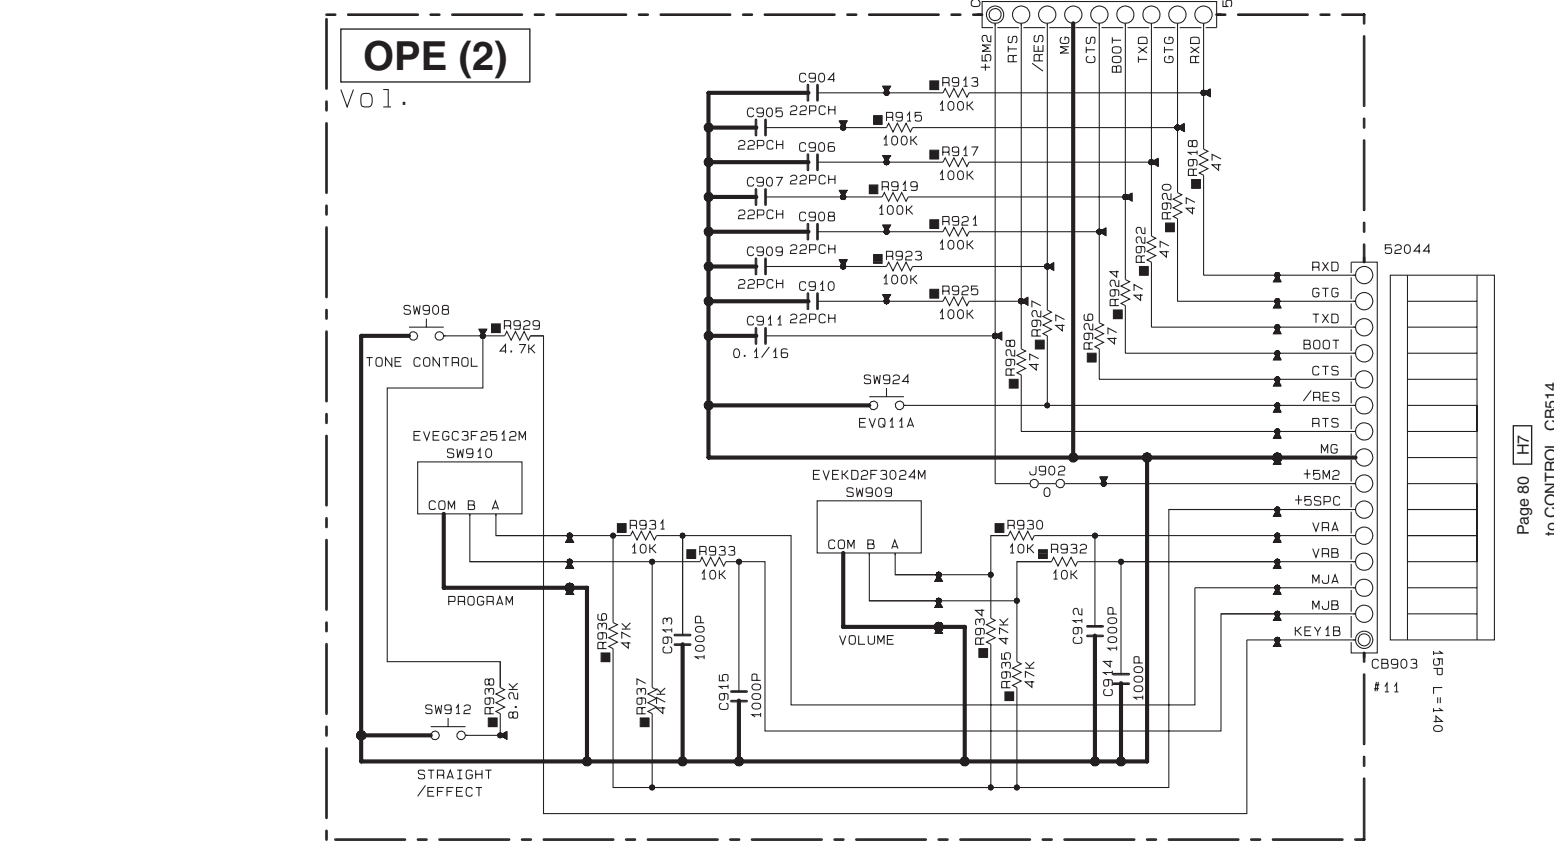 OPE (2)
Vol.
+5M2
RTS
/RES
MG
CTS
BOOT
TXD
GTG
RXD
C904
22PCH
R913
100K
C905
22PCH
R915
100K
C906
22PCH
R917
100K
C907
22PCH
R919
100K
C908
22PCH
R921
100K
C909
22PCH
R923
100K
C910
22PCH
R925
100K
C911
0.1/16
R918
47
R920
47
R922
47
R924
47
R926
47
R927
47
R928
47
SW908
TONE CONTROL
R929
4.7K
SW924
EVQ11A
EVEGC3F2512M
SW910
COM B A
PROGRAM
R931
10K
R933
10K
R936
47K
R937
47K
C913
1000P
C915
1000P
J902
0
EVEKD2F3024M
SW909
COM B A
VOLUME
R930
10K
R932
10K
R934
47K
R935
47K
C912
1000P
C914
1000P
R938
8.2K
SW912
STRAIGHT
/EFFECT
52044
RXD
GTG
TXD
BOOT
CTS
/RES
RTS
MG
+5M2
+5SPC
VRA
VRB
MJA
MJB
KEY1B
CB903
#11
15P L=140
Page 80 H7
to CONTROL_CB514